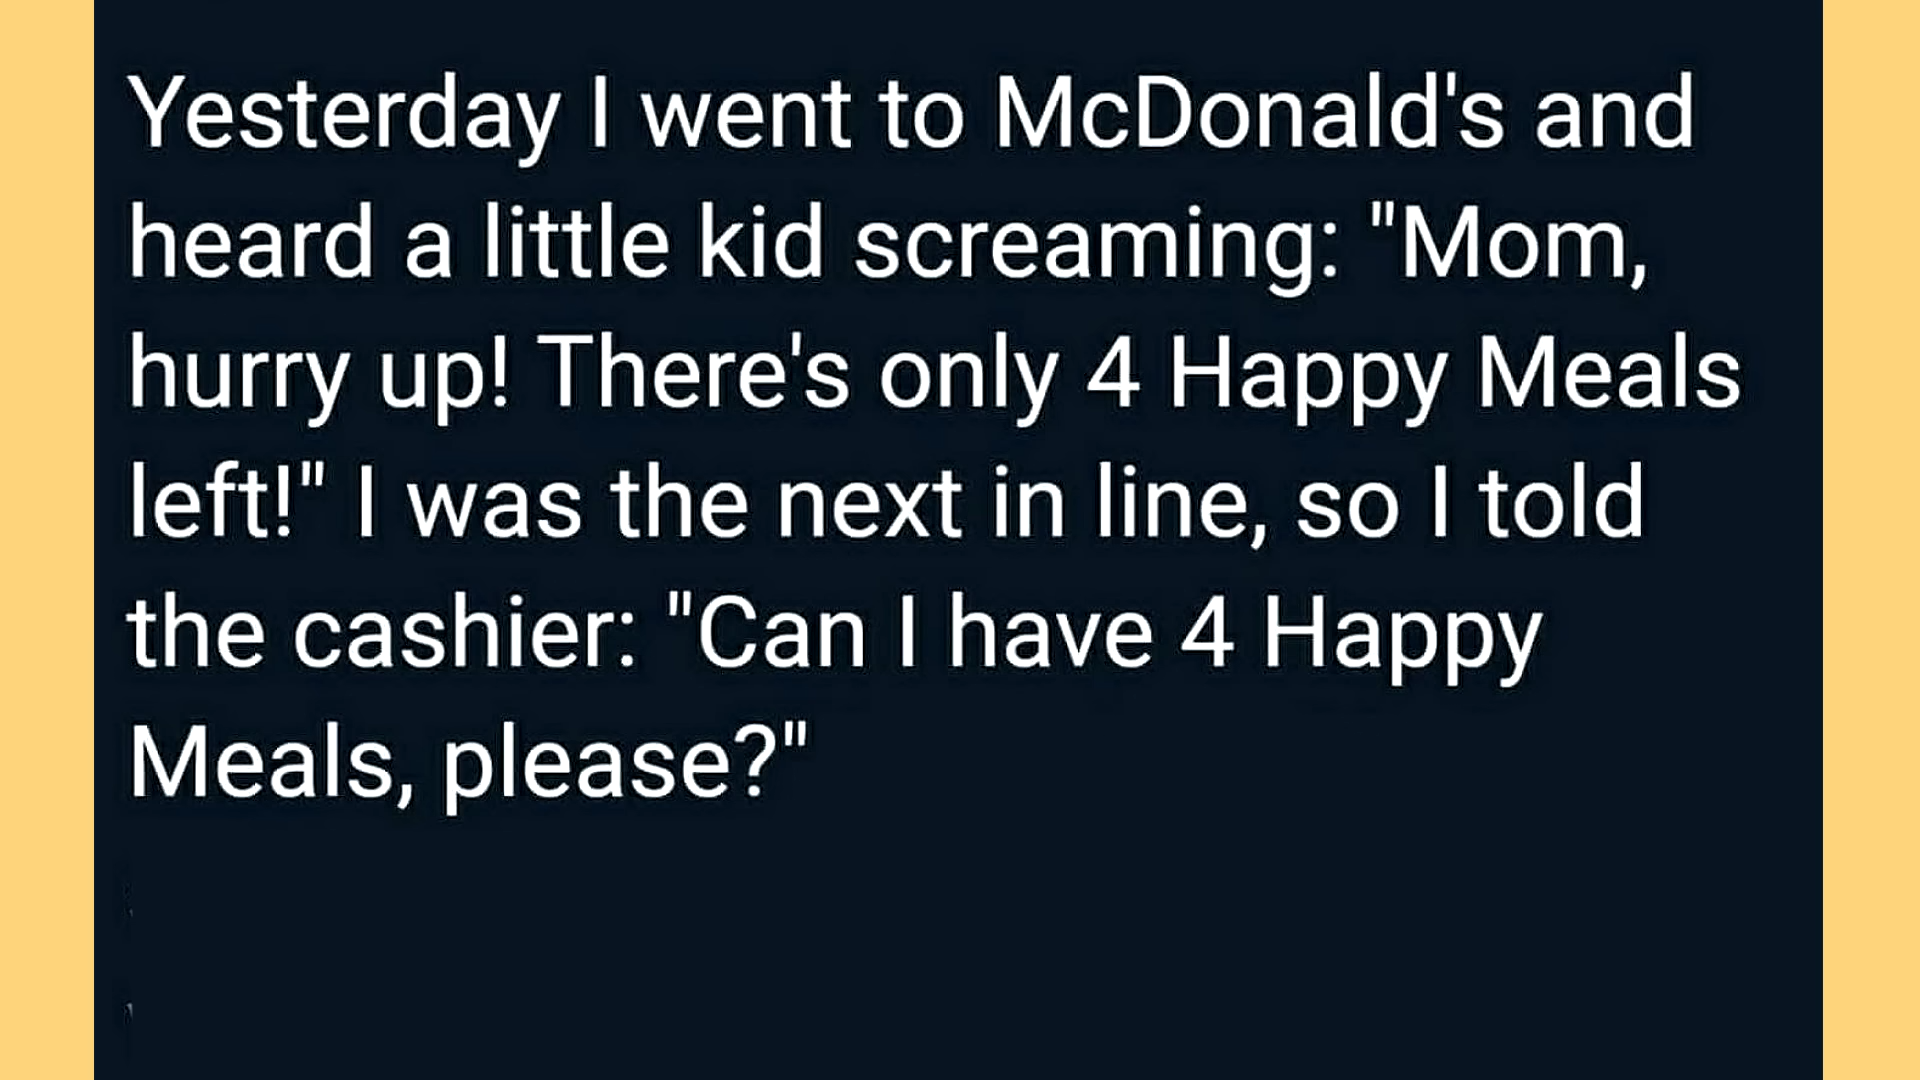 Yesterday I went to McDonald's and
heard a little kid screaming: "Mom,
hurry up! There's only 4 Happy Meals
left!" I was the next in line, so I told
the cashier: "Can I have 4 Happy
Meals, please?"